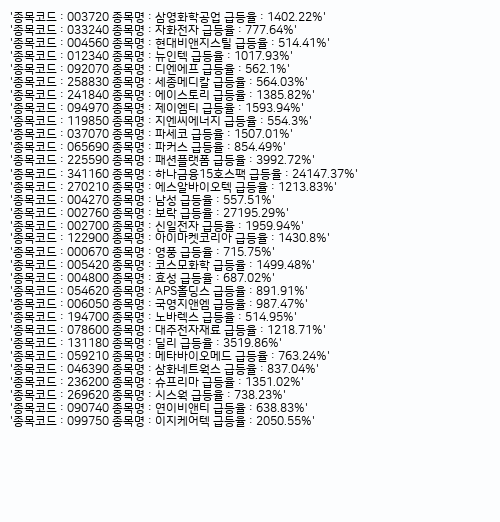 '종목코드 : 003720 종목명 : 삼영화학공업 급등율 : 1402.22%'
'종목코드 : 033240 종목명 : 자화전자 급등율 : 777.64%'
'종목코드 : 004560 종목명 : 현대비앤지스틸 급등율 : 514.41%'
'종목코드 : 012340 종목명 : 뉴인텍 급등율 : 1017.93%'
'종목코드 : 092070 종목명 : 디엔에프 급등율 : 562.1%'
'종목코드 : 258830 종목명 : 세종메디칼 급등율 : 564.03%'
'종목코드 : 241840 종목명 : 에이스토리 급등율 : 1385.82%'
'종목코드 : 094970 종목명 : 제이엠티 급등율 : 1593.94%'
'종목코드 : 119850 종목명 : 지엔씨에너지 급등율 : 554.3%'
'종목코드 : 037070 종목명 : 파세코 급등율 : 1507.01%'
'종목코드 : 065690 종목명 : 파커스 급등율 : 854.49%'
'종목코드 : 225590 종목명 : 패션플랫폼 급등율 : 3992.72%'
'종목코드 : 341160 종목명 : 하나금융15호스팩 급등율 : 24147.37%'
'종목코드 : 270210 종목명 : 에스알바이오텍 급등율 : 1213.83%'
'종목코드 : 004270 종목명 : 남성 급등율 : 557.51%'
'종목코드 : 002760 종목명 : 보락 급등율 : 27195.29%'
'종목코드 : 002700 종목명 : 신일전자 급등율 : 1959.94%'
'종목코드 : 122900 종목명 : 아이마켓코리아 급등율 : 1430.8%'
'종목코드 : 000670 종목명 : 영풍 급등율 : 715.75%'
'종목코드 : 005420 종목명 : 코스모화학 급등율 : 1499.48%'
'종목코드 : 004800 종목명 : 효성 급등율 : 687.02%'
'종목코드 : 054620 종목명 : APS홀딩스 급등율 : 891.91%'
'종목코드 : 006050 종목명 : 국영지앤엠 급등율 : 987.47%'
'종목코드 : 194700 종목명 : 노바렉스 급등율 : 514.95%'
'종목코드 : 078600 종목명 : 대주전자재료 급등율 : 1218.71%'
'종목코드 : 131180 종목명 : 딜리 급등율 : 3519.86%'
'종목코드 : 059210 종목명 : 메타바이오메드 급등율 : 763.24%'
'종목코드 : 046390 종목명 : 삼화네트웍스 급등율 : 837.04%'
'종목코드 : 236200 종목명 : 슈프리마 급등율 : 1351.02%'
'종목코드 : 269620 종목명 : 시스웍 급등율 : 738.23%'
'종목코드 : 090740 종목명 : 연이비앤티 급등율 : 638.83%'
'종목코드 : 099750 종목명 : 이지케어텍 급등율 : 2050.55%'